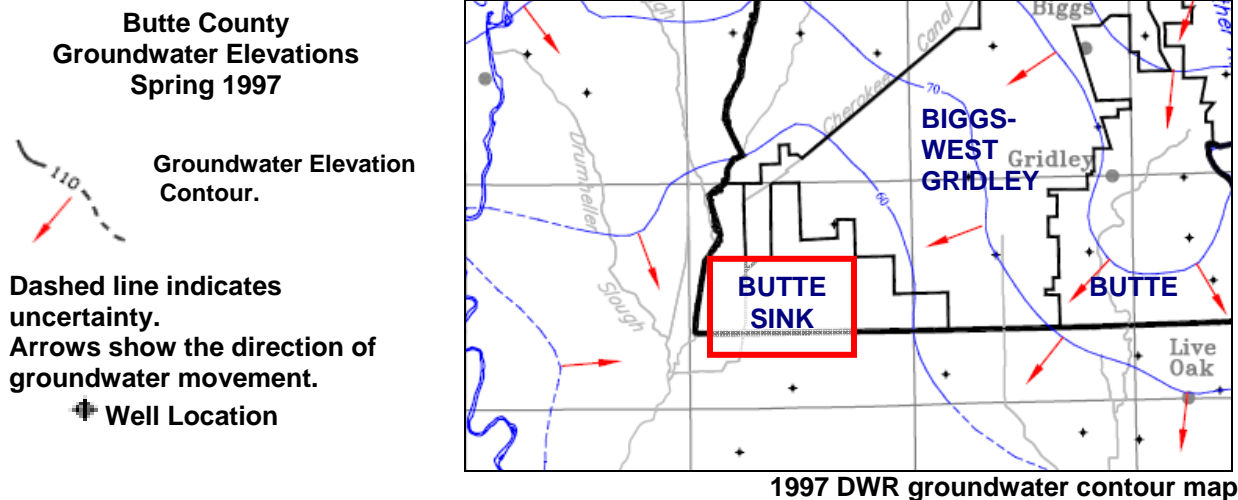 Butte County
Groundwater Elevations
Spring 1997
110
Groundwater Elevation
Contour.
Dashed line indicates
uncertainty.
Arrows show the direction of
groundwater movement.
Well Location
Biggs
Canal
Cherokee
70
BIGGS-
WEST
GRIDLEY
Gridley
Drumheller
Slough
60
BUTTE
SINK
BUTTE
Live
Oak
1997 DWR groundwater contour map